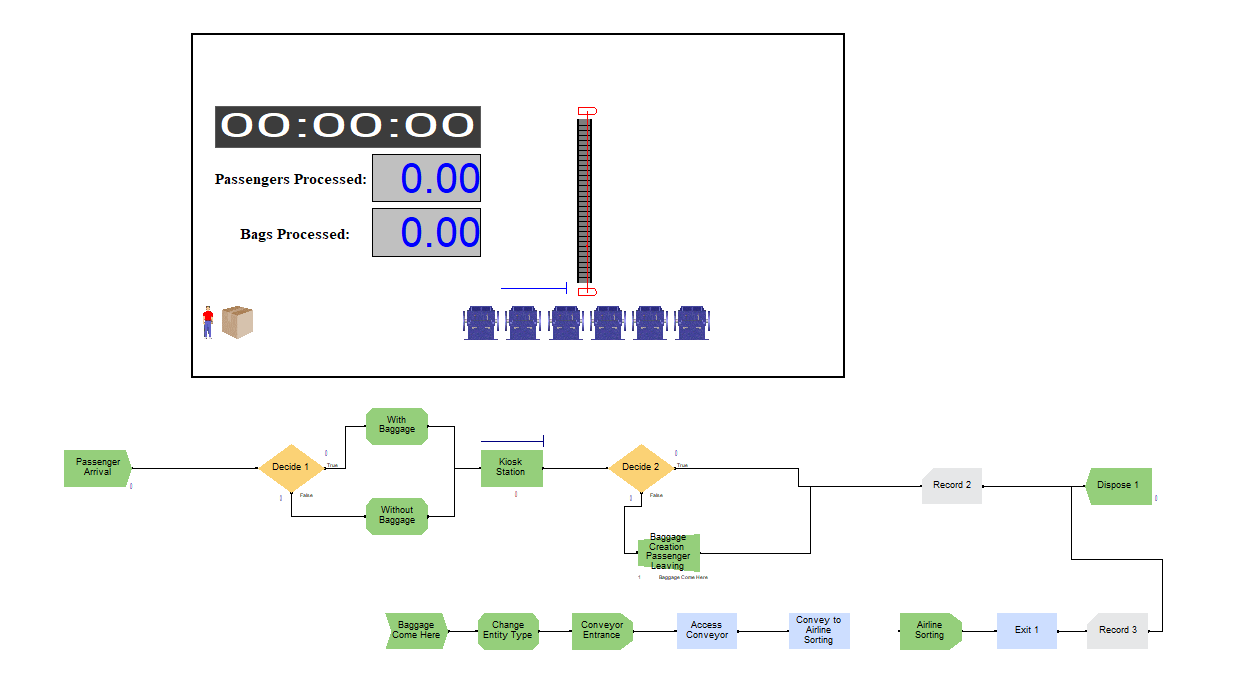 00:00:00
Passengers Processed:
0.00
Bags Processed:
0.00
With
Baggage
Passenger
Arrival
Decide 1
True
False
Without
Baggage
Kiosk
Station
Decide 2
True
False
Baggage
Creation
Passenger
Leaving
1
Baggage Come Here
Record 2
Dispose 1
Baggage
Come Here
Change
Entity Type
Conveyor
Entrance
Access
Conveyor
Convey to
Airline
Sorting
Airline
Sorting
Exit 1
Record 3